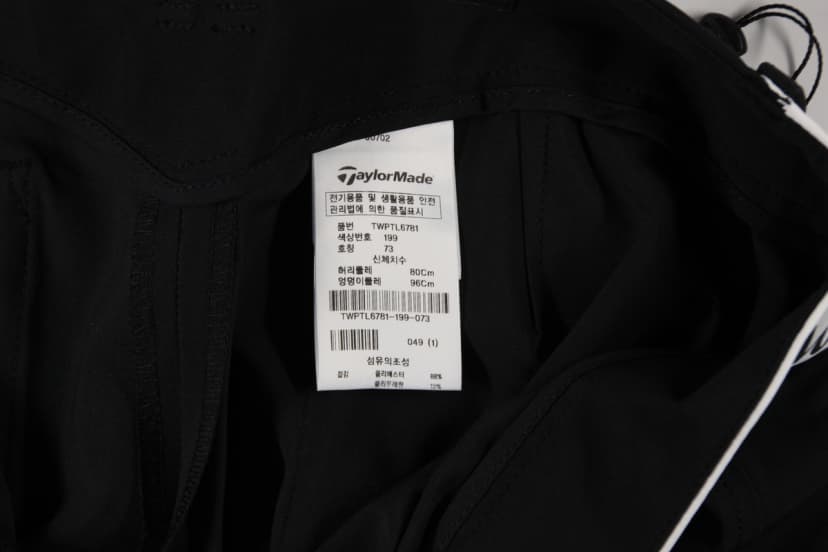 TaylorMade
전기용품 및 생활용품 안전
관리법에 의한 품질표시
품번 TWPTL6781
색상번호 199
호칭 73
신체치수
허리둘레 80Cm
엉덩이둘레 96Cm
TWPTL6781-199-073
049 (1)
섬유의조성
겉감 폴리에스터 88%
폴리우레탄 12%